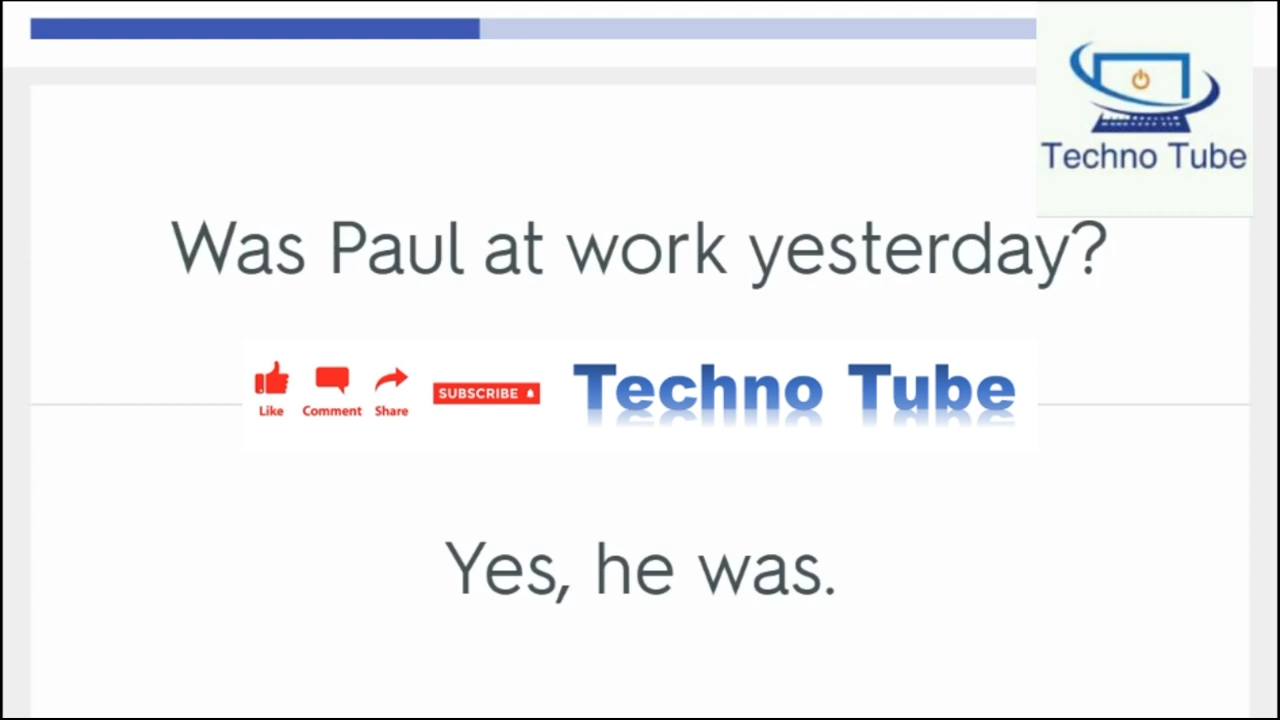 Techno Tube
Was Paul at work yesterday?
Like Comment Share SUBSCRIBE Techno Tube
Yes, he was.